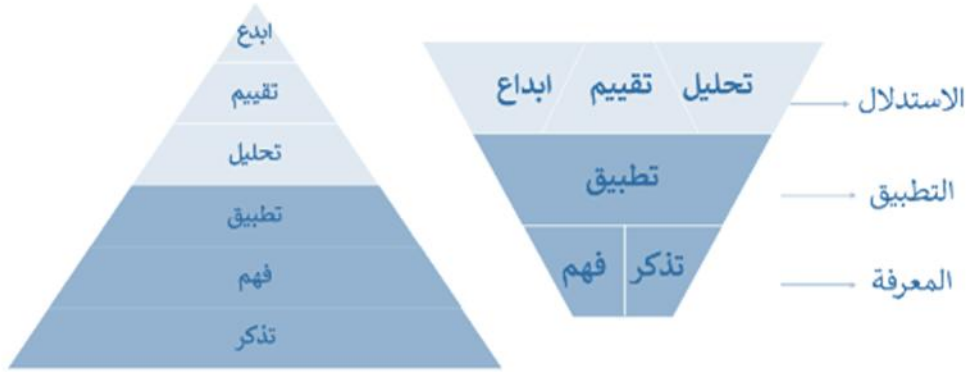 ابدع
تقييم
تحليل
تطبيق
فهم
تذكر
تحليل تقييم ابداع
تطبيق
تذكر فهم
الاستدلال
التطبيق
المعرفة